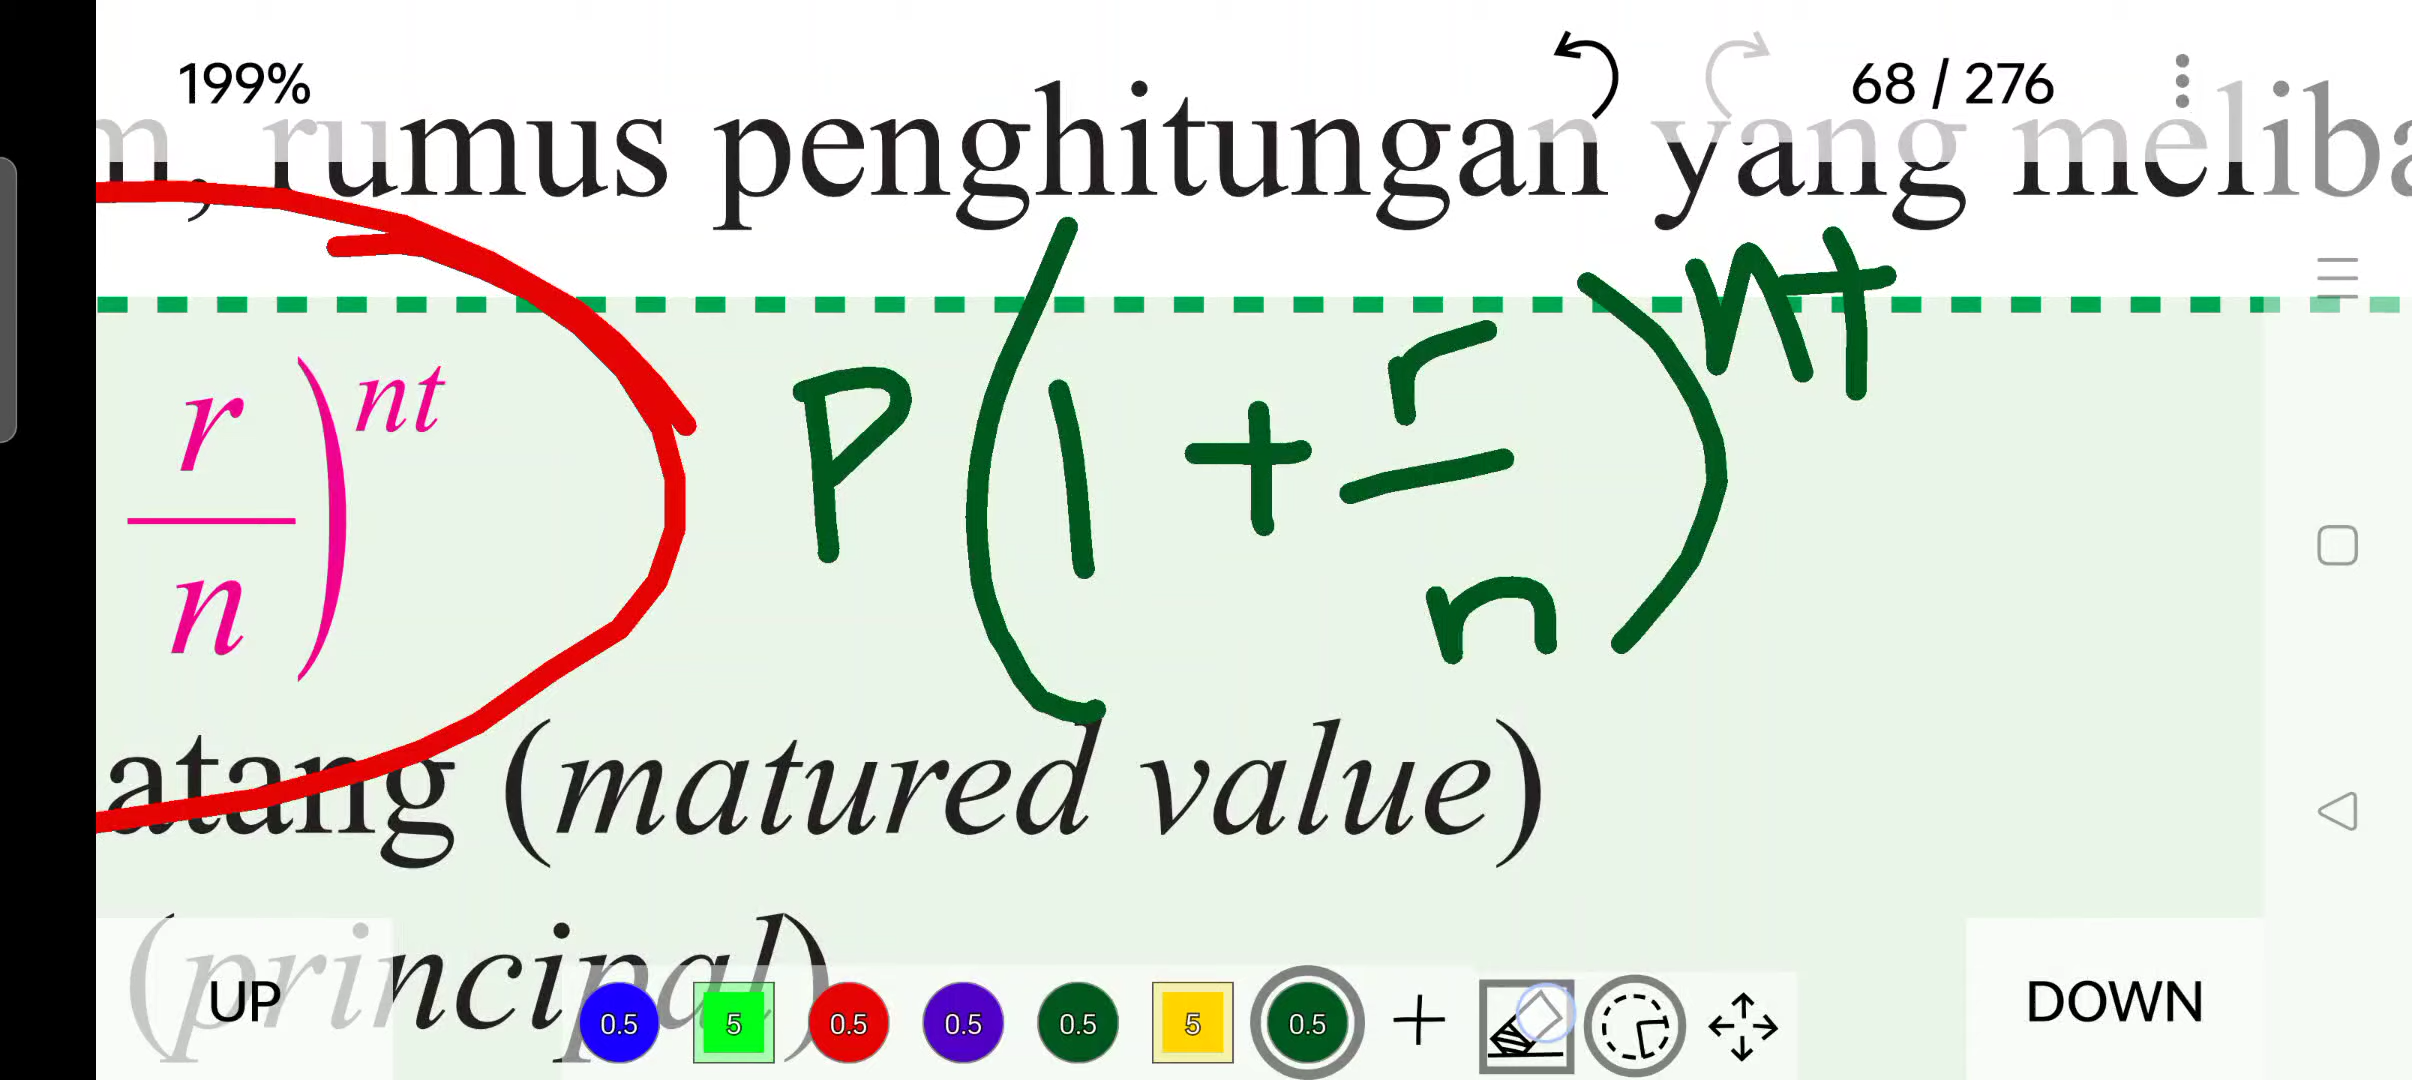 199% 68 / 276
m, rumus penghitungan yang meliba
r/n)^nt P(1 + r/n)^nt
atang (matured value)
(principal)
UP 0.5 5 0.5 0.5 0.5 5 0.5 + DOWN